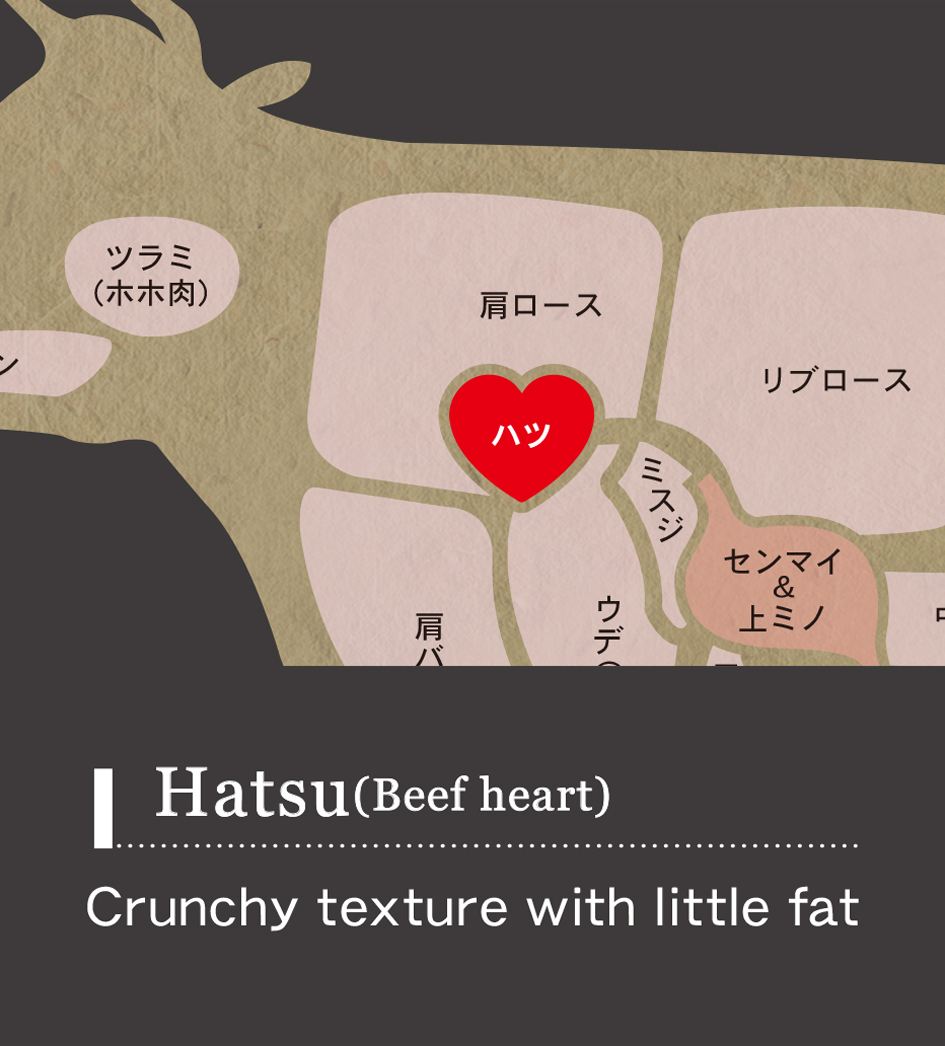 ツラミ
(ホホ肉)
ン
肩ロース
リブロース
ハツ
ミスジ
センマイ
&
上ミノ
肩バ
ウデ
Hatsu(Beef heart)
Crunchy texture with little fat